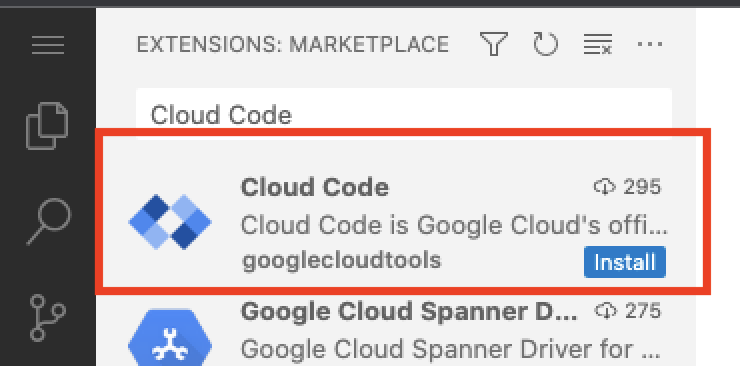 EXTENSIONS: MARKETPLACE
Cloud Code
Cloud Code 295
Cloud Code is Google Cloud's offi...
googlecloudtools Install
Google Cloud Spanner D... 275
Google Cloud Spanner Driver for ...